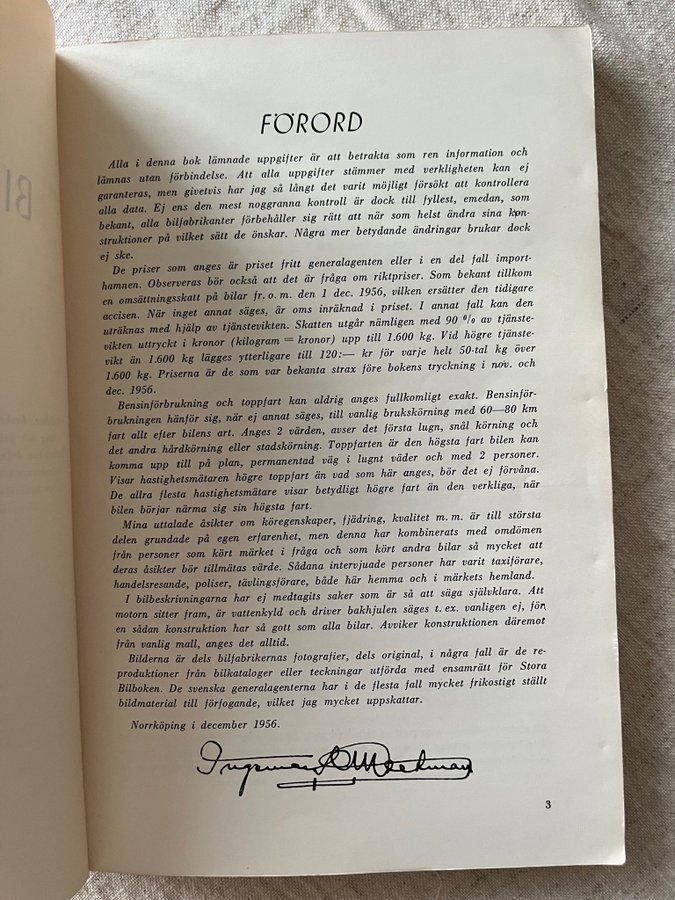 FÖRORD
Alla i denna bok lämnade uppgifter är att betrakta som ren information och
lämnas utan förbindelse. Att alla uppgifter stämmer med verkligheten kan ej
garanteras, men givetvis har jag så långt det varit möjligt försökt att kontrollera
alla data. Ej ens den mest noggranna kontroll är dock till fyllest, emedan, som
bekant, alla bilfabrikanter förbehåller sig rätt att när som helst ändra sina kon-
struktioner på vilket sätt de önskar. Några mer betydande ändringar brukar dock
ej ske.
De priser som anges är priset fritt generalagenten eller i en del fall import-
hamnen. Observeras bör också att det är fråga om riktpriser. Som bekant tillkom
en omsättningsskatt på bilar fr. o. m. den 1 dec. 1956, vilken ersätter den tidigare
accisen. När inget annat säges, är oms inräknad i priset. I annat fall kan den
uträknas med hjälp av tjänstevikten. Skatten utgår nämligen med 90 % av tjänste-
vikten uttryckt i kronor (kilogram = kronor) upp till 1.600 kg. Vid högre tjänste-
vikt än 1.600 kg lägges ytterligare till 120:— kr för varje helt 50-tal kg över
1.600 kg. Priserna är de som var bekanta strax före bokens tryckning i nov. och
dec. 1956.
Bensinförbrukning och toppfart kan aldrig anges fullkomligt exakt. Bensinför-
brukningen hänför sig, när ej annat säges, till vanlig brukskörning med 60—80 km
fart allt efter bilens art. Anges 2 värden, avser det första lugn, snål körning och
det andra hårdkörning eller stadskörning. Toppfarten är den högsta fart bilen kan
komma upp till på plan, permanentad väg i lugnt väder och med 2 personer.
Visar hastighetsmätaren högre toppfart än vad som här anges, bör det ej förvåna.
De allra flesta hastighetsmätare visar betydligt högre fart än den verkliga, när
bilen börjar närma sig sin högsta fart.
Mina uttalade åsikter om köregenskaper, fjädring, kvalitet m. m. är till största
delen grundade på egen erfarenhet, men denna har kombinerats med omdömen
från personer som kört märket i fråga och som kört andra bilar så mycket att
deras åsikter bör tillmätas värde. Sådana intervjuade personer har varit taxiförare,
handelsresande, poliser, tävlingsförare, både här hemma och i märkets hemland.
I bilbeskrivningarna har ej medtagits saker som är så att säga självklara. Att
motorn sitter fram, är vattenkyld och driver bakhjulen säges t. ex. vanligen ej, för
en sådan konstruktion har så gott som alla bilar. Avviker konstruktionen däremot
från vanlig mall, anges det alltid.
Bilderna är dels bilfabrikernas fotografier, dels original, i några fall är de re-
produktioner från bilkataloger eller teckningar utförda med ensamrätt för Stora
Bilboken. De svenska generalagenterna har i de flesta fall mycket frikostigt ställt
bildmaterial till förfogande, vilket jag mycket uppskattar.
Norrköping i december 1956.
3